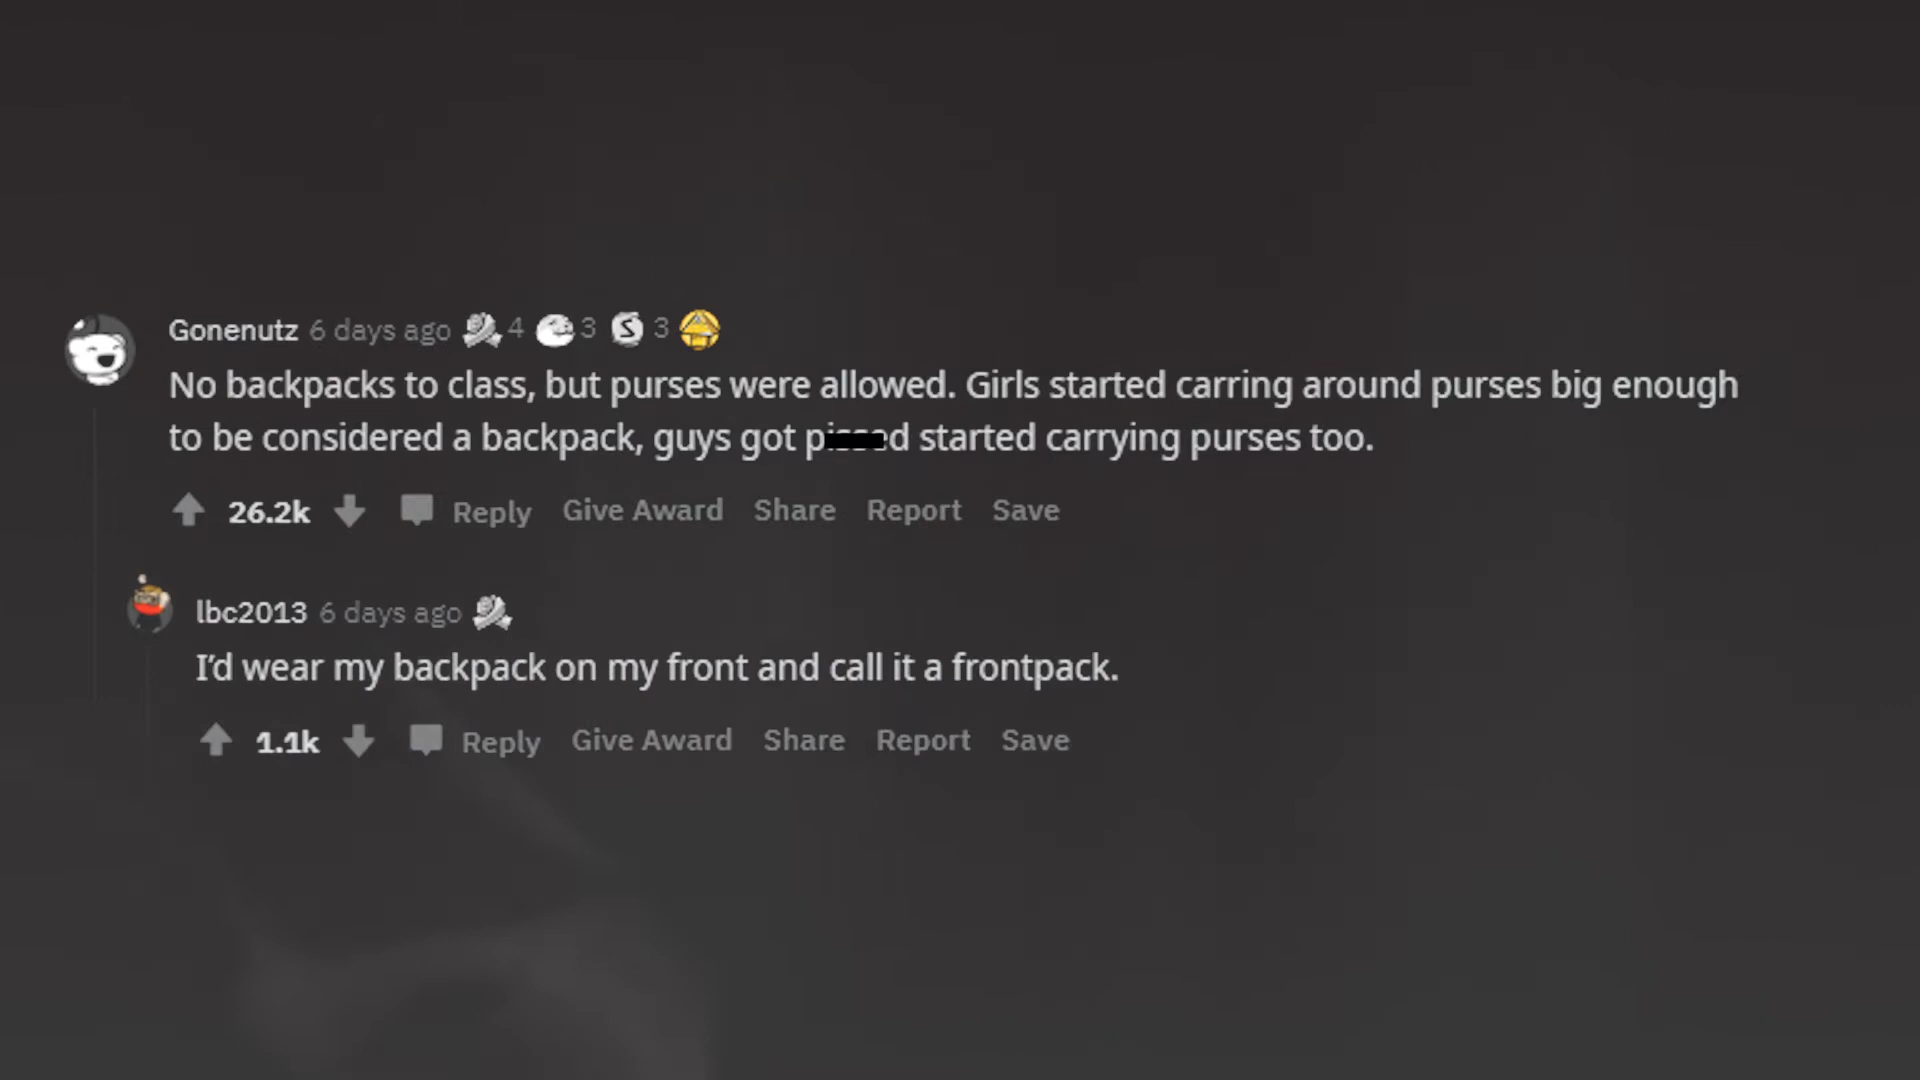 Gonenutz 6 days ago 4 3 3
No backpacks to class, but purses were allowed. Girls started carring around purses big enough
to be considered a backpack, guys got started carrying purses too.
26.2k Reply Give Award Share Report Save
lbc2013 6 days ago
I'd wear my backpack on my front and call it a frontpack.
1.1k Reply Give Award Share Report Save